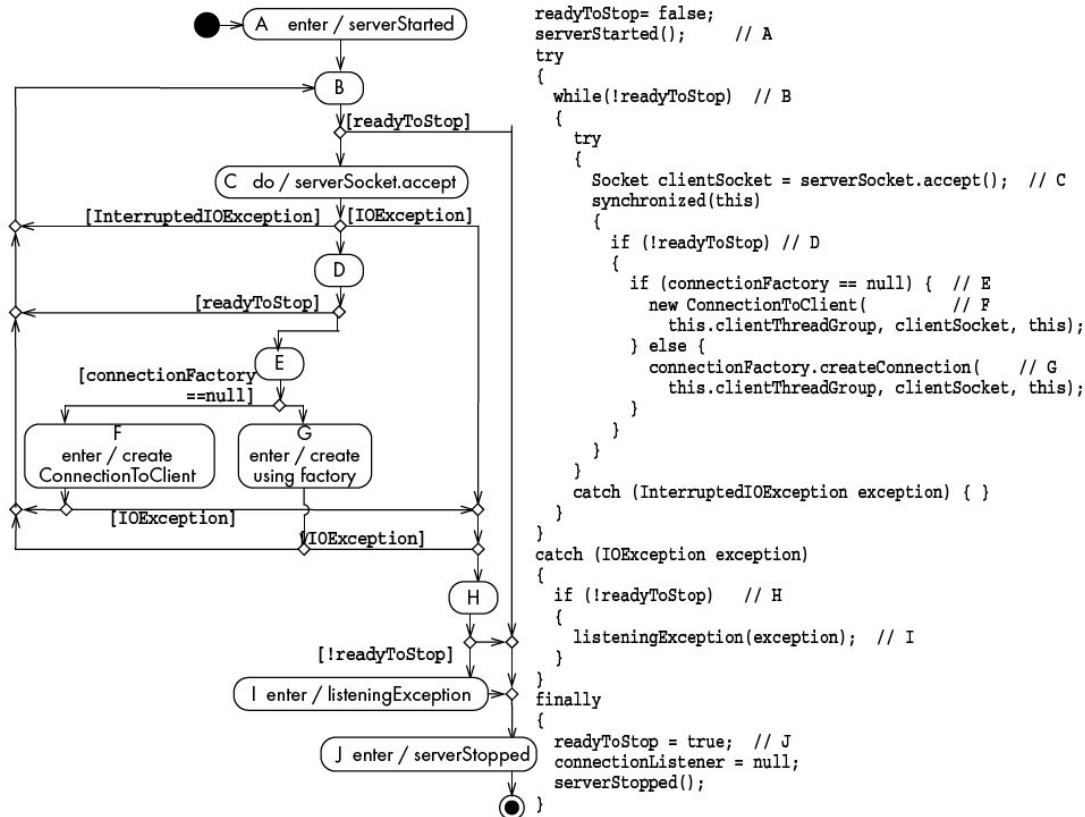 A enter / serverStarted
B
[readyToStop]
C do / serverSocket.accept
[InterruptedIOException]
[IOException]
D
[readyToStop]
E
[connectionFactory
==null]
F
enter / create
ConnectionToClient
G
enter / create
using factory
[IOException]
[IOException]
H
[!readyToStop]
I enter / listeningException
J enter / serverStopped
readyToStop= false;
serverStarted(); // A
try
{
while(!readyToStop) // B
{
try
{
Socket clientSocket = serverSocket.accept(); // C
synchronized(this)
{
if (!readyToStop) // D
{
if (connectionFactory == null) { // E
new ConnectionToClient( // F
this.clientThreadGroup, clientSocket, this);
} else {
connectionFactory.createConnection( // G
this.clientThreadGroup, clientSocket, this);
}
}
}
}
catch (InterruptedIOException exception) { }
}
}
catch (IOException exception)
{
if (!readyToStop) // H
{
listeningException(exception); // I
}
}
finally
{
readyToStop = true; // J
connectionListener = null;
serverStopped();
}